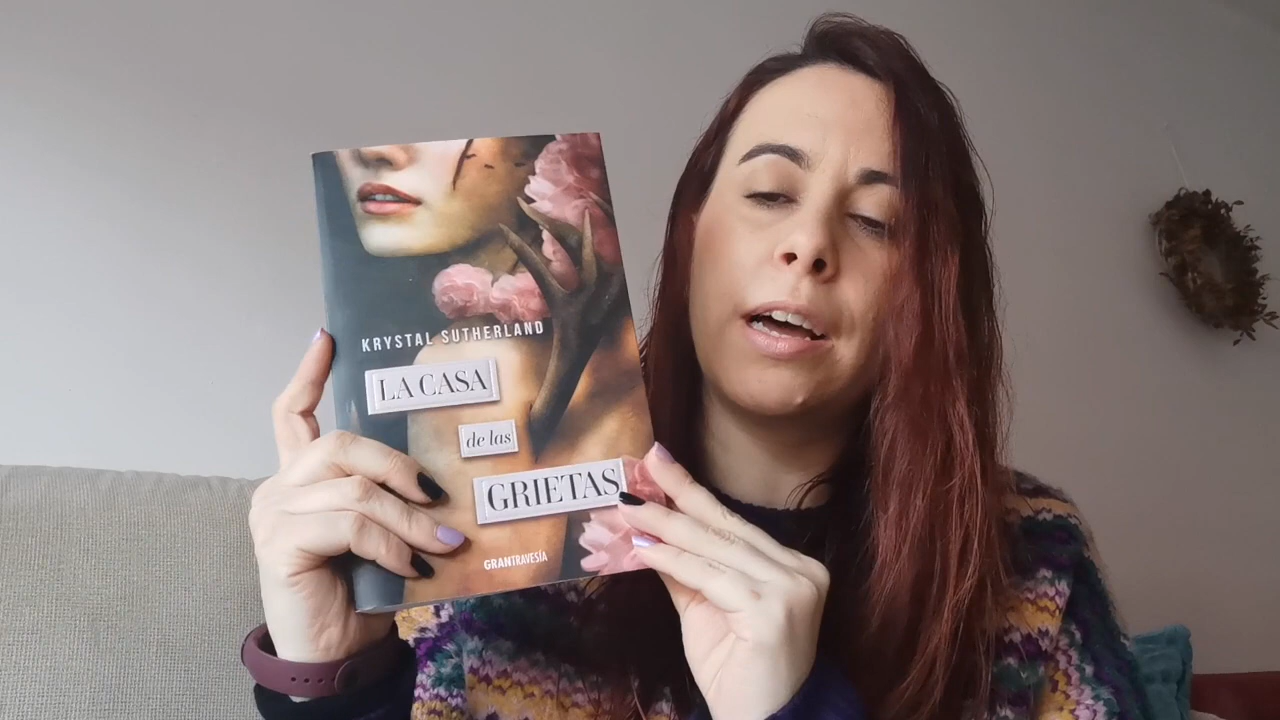 KRYSTAL SUTHERLAND
LA CASA
de las
GRIETAS
GRANTRAVESÍA